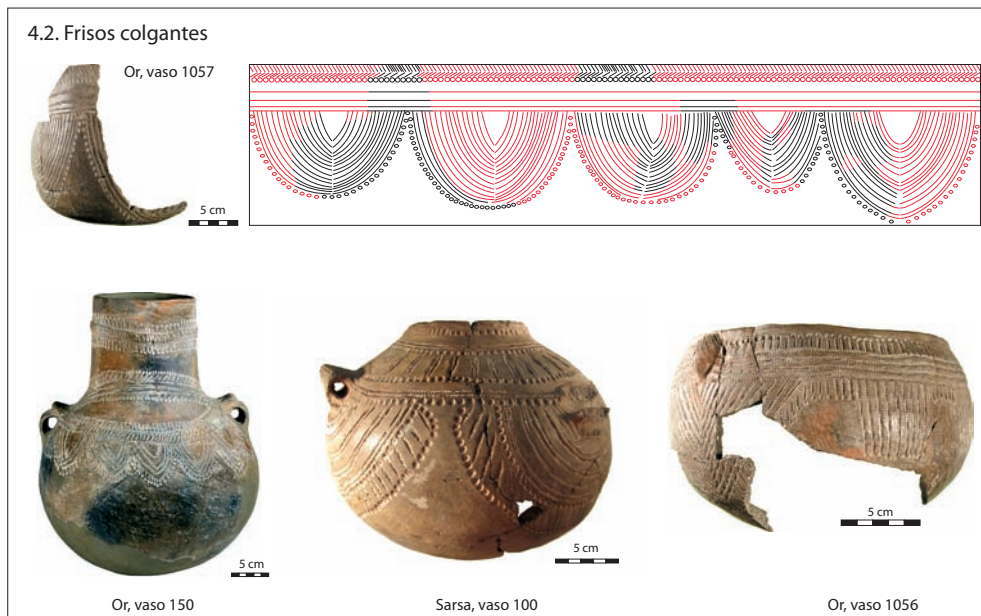 4.2. Frisos colgantes
Or, vaso 1057
5 cm
5 cm
5 cm
5 cm
Or, vaso 150
Sarsa, vaso 100
Or, vaso 1056